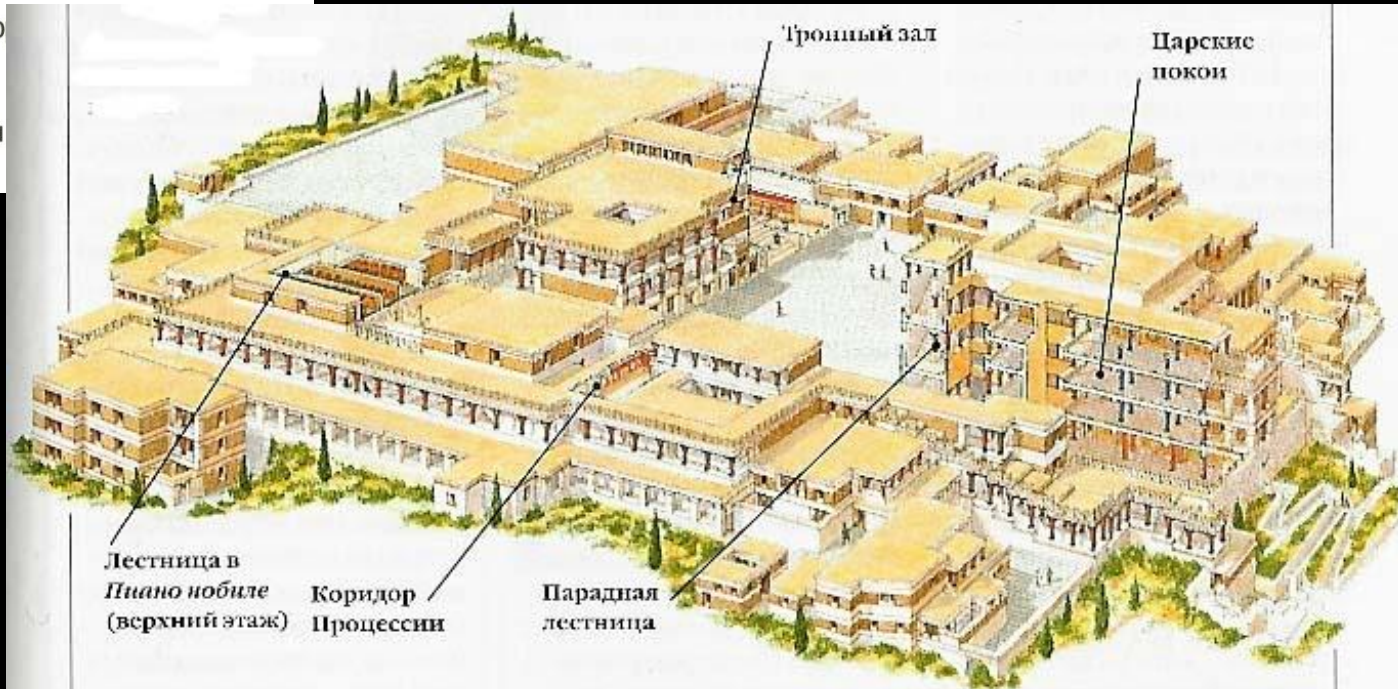 Тронный зал
Царские
покои
Лестница в
Пиано нобиле
(верхний этаж)
Коридор
Процессии
Парадная
лестница